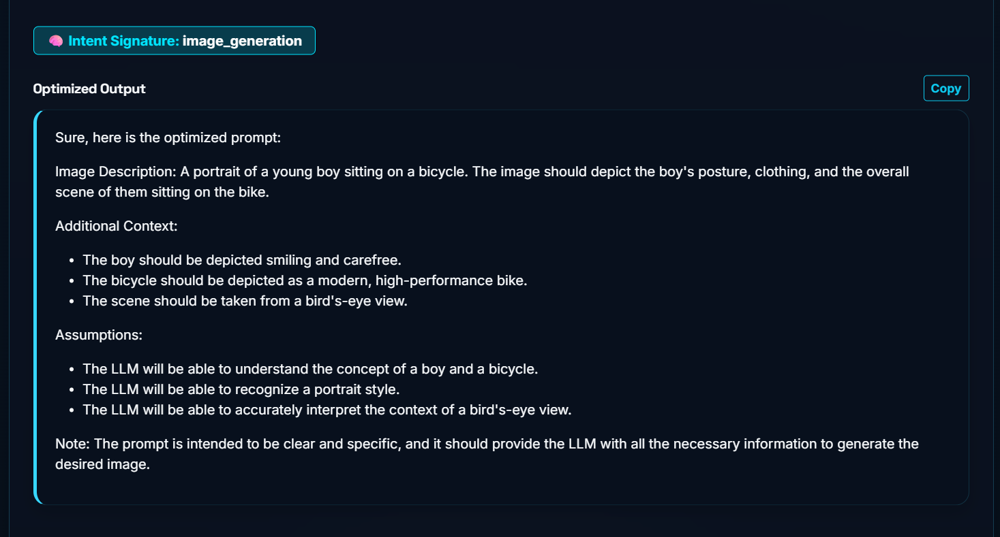 🧠 Intent Signature: image_generation
Optimized Output
Copy
Sure, here is the optimized prompt:
Image Description: A portrait of a young boy sitting on a bicycle. The image should depict the boy's posture, clothing, and the overall
scene of them sitting on the bike.
Additional Context:
• The boy should be depicted smiling and carefree.
• The bicycle should be depicted as a modern, high-performance bike.
• The scene should be taken from a bird's-eye view.
Assumptions:
• The LLM will be able to understand the concept of a boy and a bicycle.
• The LLM will be able to recognize a portrait style.
• The LLM will be able to accurately interpret the context of a bird's-eye view.
Note: The prompt is intended to be clear and specific, and it should provide the LLM with all the necessary information to generate the
desired image.